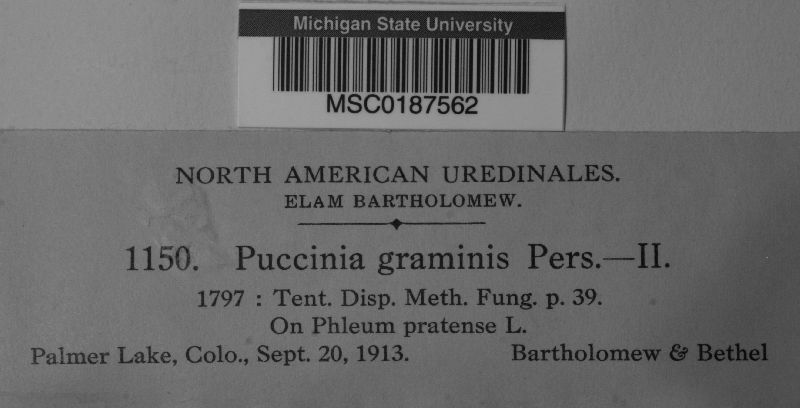 Michigan State University
MSC0187562
NORTH AMERICAN UREDINALES.
ELAM BARTHOLOMEW.
1150. Puccinia graminis Pers.—II.
1797 : Tent. Disp. Meth. Fung. p. 39.
On Phleum pratense L.
Palmer Lake, Colo., Sept. 20, 1913. Bartholomew & Bethel